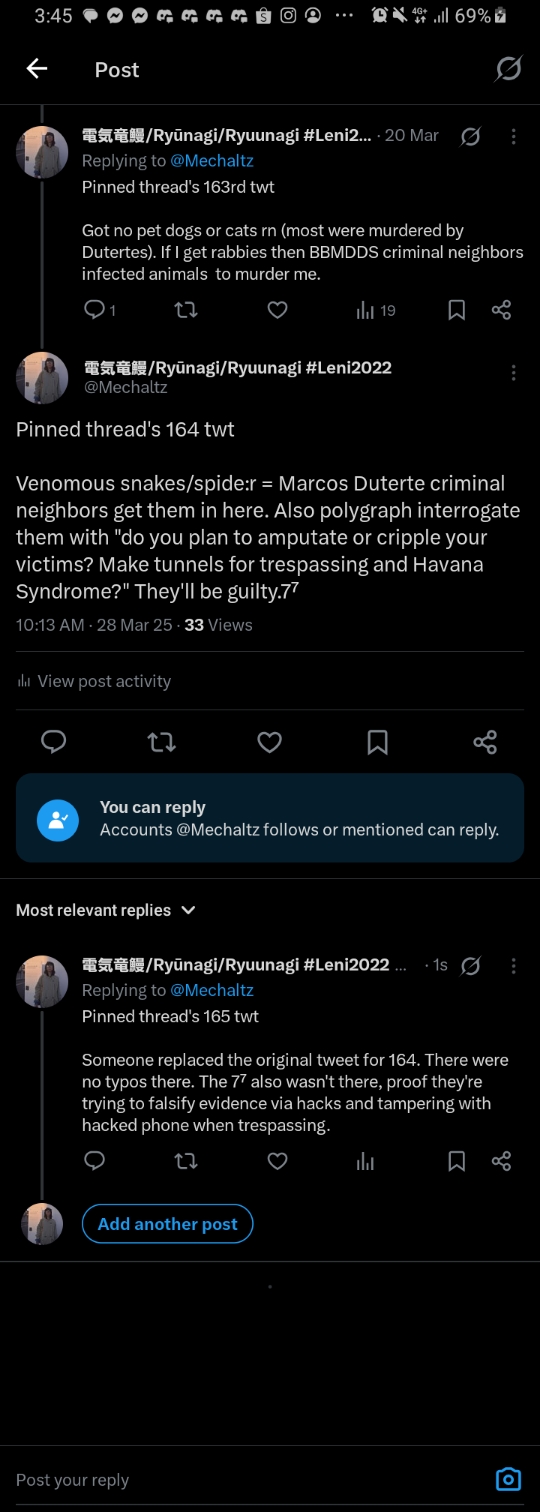 3:45
4G+
69%
Post
電気竜鰻/Ryūnagi/Ryuunagi #Leni2... · 20 Mar
Replying to @Mechaltz
Pinned thread's 163rd twt
Got no pet dogs or cats rn (most were murdered by
Dutertes). If I get rabbies then BBMDDS criminal neighbors
infected animals to murder me.
1
19
電気竜鰻/Ryūnagi/Ryuunagi #Leni2022
@Mechaltz
Pinned thread's 164 twt
Venomous snakes/spide:r = Marcos Duterte criminal
neighbors get them in here. Also polygraph interrogate
them with "do you plan to amputate or cripple your
victims? Make tunnels for trespassing and Havana
Syndrome?" They'll be guilty.7⁷
10:13 AM · 28 Mar 25 · 33 Views
View post activity
You can reply
Accounts @Mechaltz follows or mentioned can reply.
Most relevant replies
電気竜鰻/Ryūnagi/Ryuunagi #Leni2022 ... · 1s
Replying to @Mechaltz
Pinned thread's 165 twt
Someone replaced the original tweet for 164. There were
no typos there. The 7⁷ also wasn't there, proof they're
trying to falsify evidence via hacks and tampering with
hacked phone when trespassing.
Add another post
Post your reply